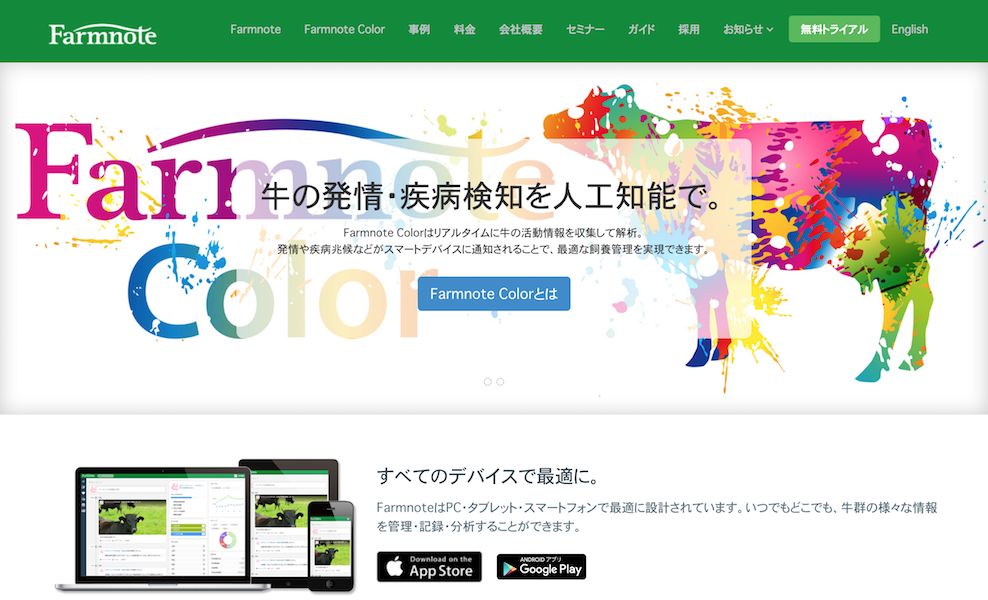 Farmnote
Farmnote
Farmnote Color
事例
料金
会社概要
セミナー
ガイド
採用
お知らせ
無料トライアル
English
Farmnote
Color
牛の発情・疾病検知を人工知能で。
Farmnote Colorはリアルタイムに牛の活動情報を収集して解析。
発情や疾病兆候などがスマートデバイスに通知されることで、最適な飼養管理を実現できます。
Farmnote Colorとは
すべてのデバイスで最適に。
FarmnoteはPC・タブレット・スマートフォンで最適に設計されています。いつでもどこでも、牛群の様々な情報
を管理・記録・分析することができます。
Download on the
App Store
ANDROID アプリ
Google Play